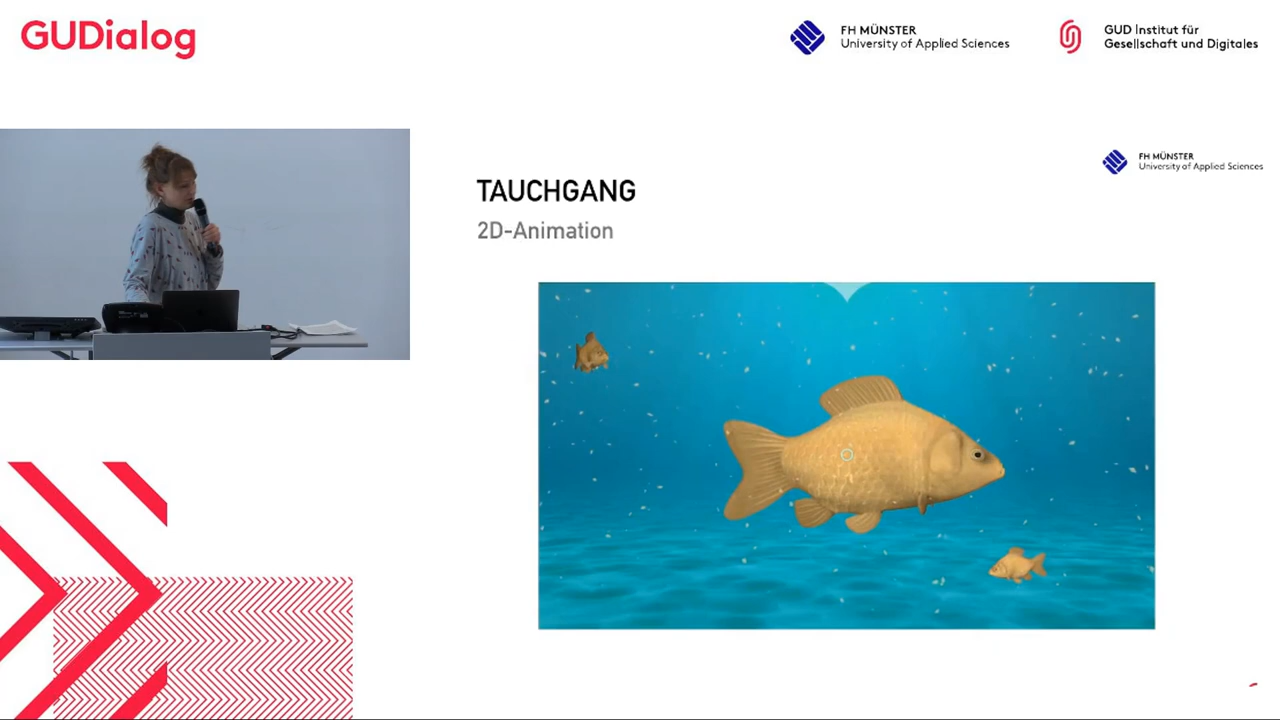 GUDialog
FH MÜNSTER
University of Applied Sciences
GUD Institut für
Gesellschaft und Digitales
FH MÜNSTER
University of Applied Sciences
TAUCHGANG
2D-Animation